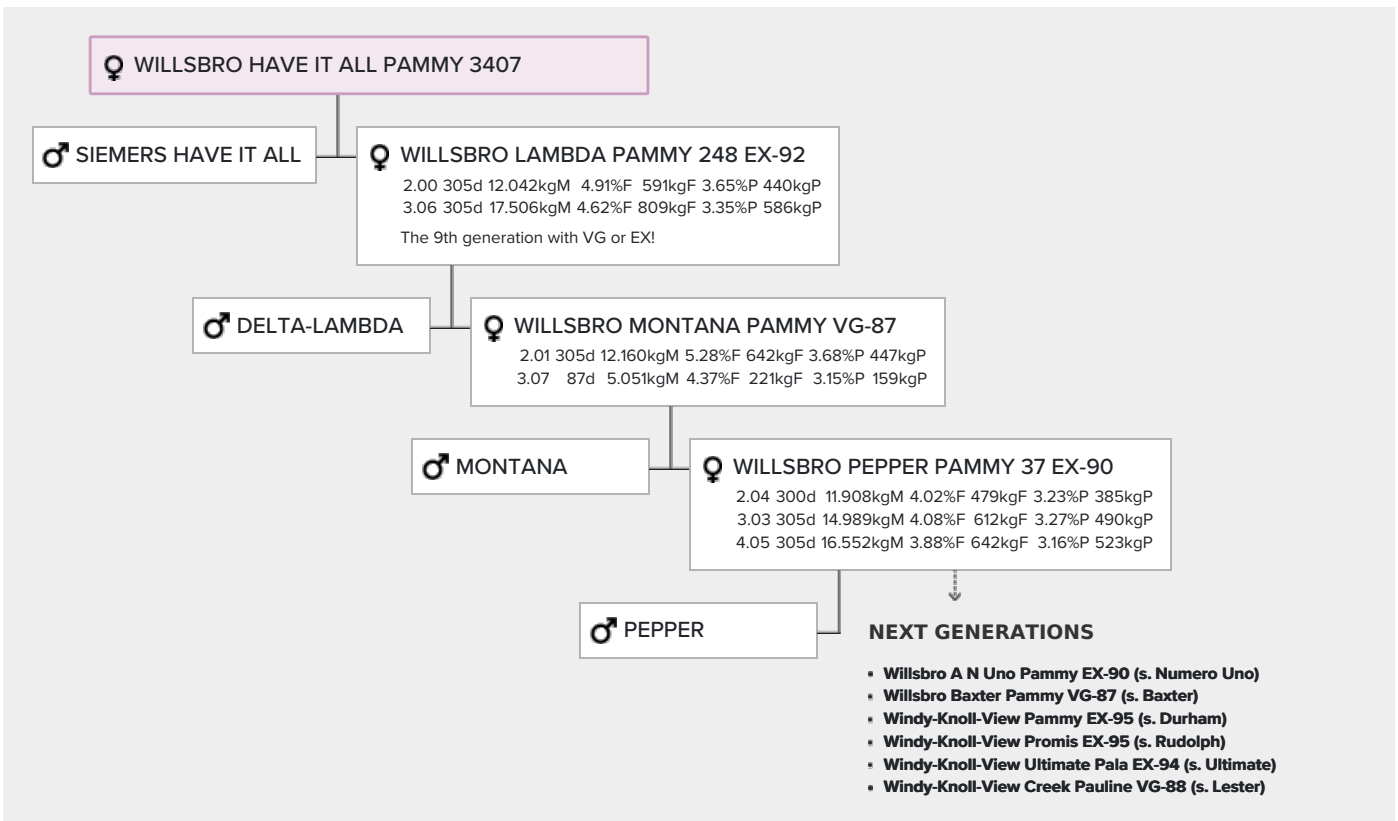 WILLSBRO HAVE IT ALL PAMMY 3407
SIEMERS HAVE IT ALL
WILLSBRO LAMBDA PAMMY 248 EX-92
2.00 305d 12.042kgM 4.91%F 591kgF 3.65%P 440kgP
3.06 305d 17.506kgM 4.62%F 809kgF 3.35%P 586kgP
The 9th generation with VG or EX!
DELTA-LAMBDA
WILLSBRO MONTANA PAMMY VG-87
2.01 305d 12.160kgM 5.28%F 642kgF 3.68%P 447kgP
3.07 87d 5.051kgM 4.37%F 221kgF 3.15%P 159kgP
MONTANA
WILLSBRO PEPPER PAMMY 37 EX-90
2.04 300d 11.908kgM 4.02%F 479kgF 3.23%P 385kgP
3.03 305d 14.989kgM 4.08%F 612kgF 3.27%P 490kgP
4.05 305d 16.552kgM 3.88%F 642kgF 3.16%P 523kgP
PEPPER
NEXT GENERATIONS
Willsbro A N Uno Pammy EX-90 (s. Numero Uno)
Willsbro Baxter Pammy VG-87 (s. Baxter)
Windy-Knoll-View Pammy EX-95 (s. Durham)
Windy-Knoll-View Promis EX-95 (s. Rudolph)
Windy-Knoll-View Ultimate Pala EX-94 (s. Ultimate)
Windy-Knoll-View Creek Pauline VG-88 (s. Lester)